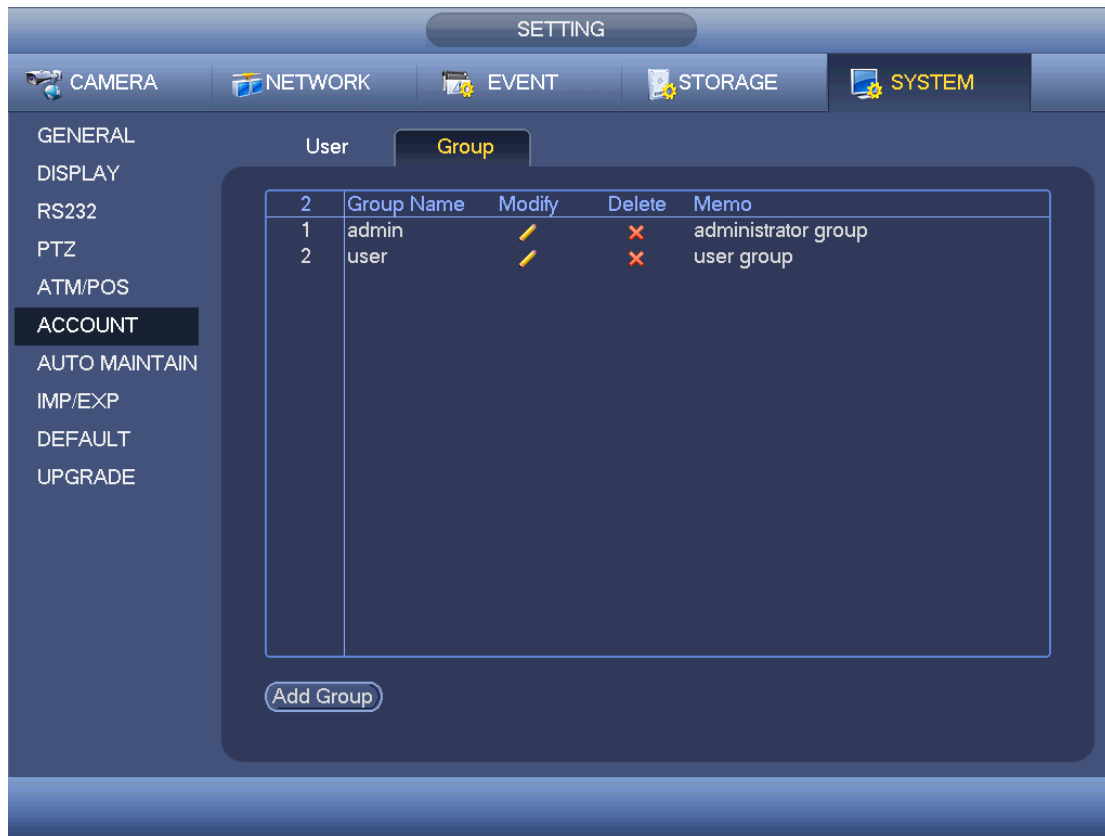 SETTING
CAMERA NETWORK EVENT STORAGE SYSTEM
GENERAL
DISPLAY
RS232
PTZ
ATM/POS
ACCOUNT
AUTO MAINTAIN
IMP/EXP
DEFAULT
UPGRADE
User Group
2 Group Name Modify Delete Memo
1 admin administrator group
2 user user group
Add Group